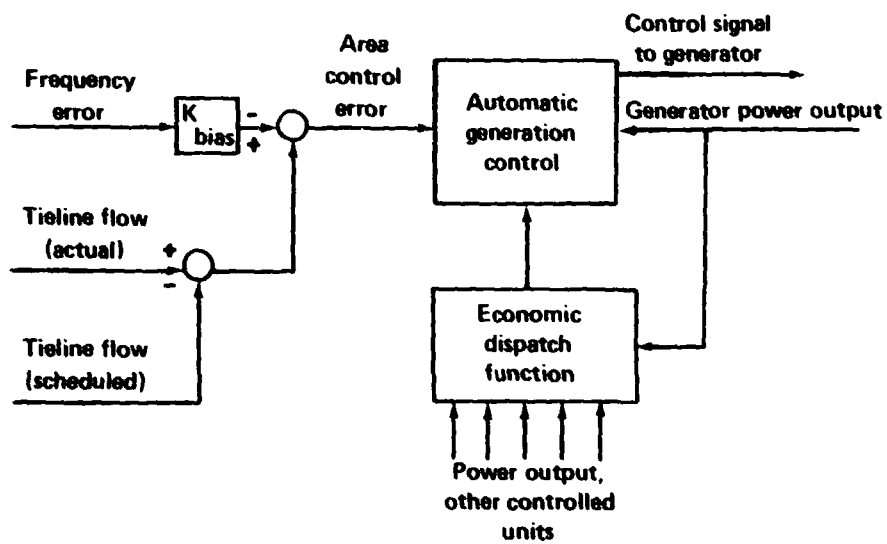 Control signal
to generator
Area
control
error
Frequency
error
K
bias
-
+
Automatic
generation
control
Generator power output
Tieline flow
(actual)
+
-
Economic
dispatch
function
Tieline flow
(scheduled)
Power output,
other controlled
units